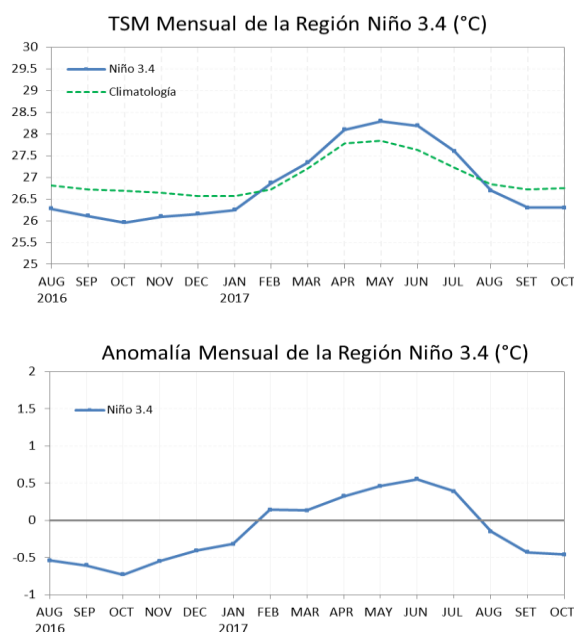 TSM Mensual de la Región Niño 3.4 (°C)
30
29.5
29
28.5
28
27.5
27
26.5
26
25.5
25
Niño 3.4
Climatología
AUG SEP OCT NOV DEC JAN FEB MAR APR MAY JUN JUL AUG SET OCT
2016 2017
Anomalía Mensual de la Región Niño 3.4 (°C)
2
1.5
1
0.5
0
-0.5
-1
Niño 3.4
AUG SEP OCT NOV DEC JAN FEB MAR APR MAY JUN JUL AUG SET OCT
2016 2017